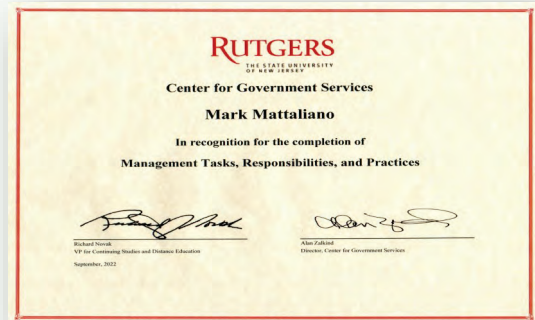 RUTGERS
THE STATE UNIVERSITY
OF NEW JERSEY
Center for Government Services
Mark Mattaliano
In recognition for the completion of
Management Tasks, Responsibilities, and Practices
Richard Novak
VP for Continuing Studies and Distance Education
September, 2022
Alan Zalkind
Director, Center for Government Services